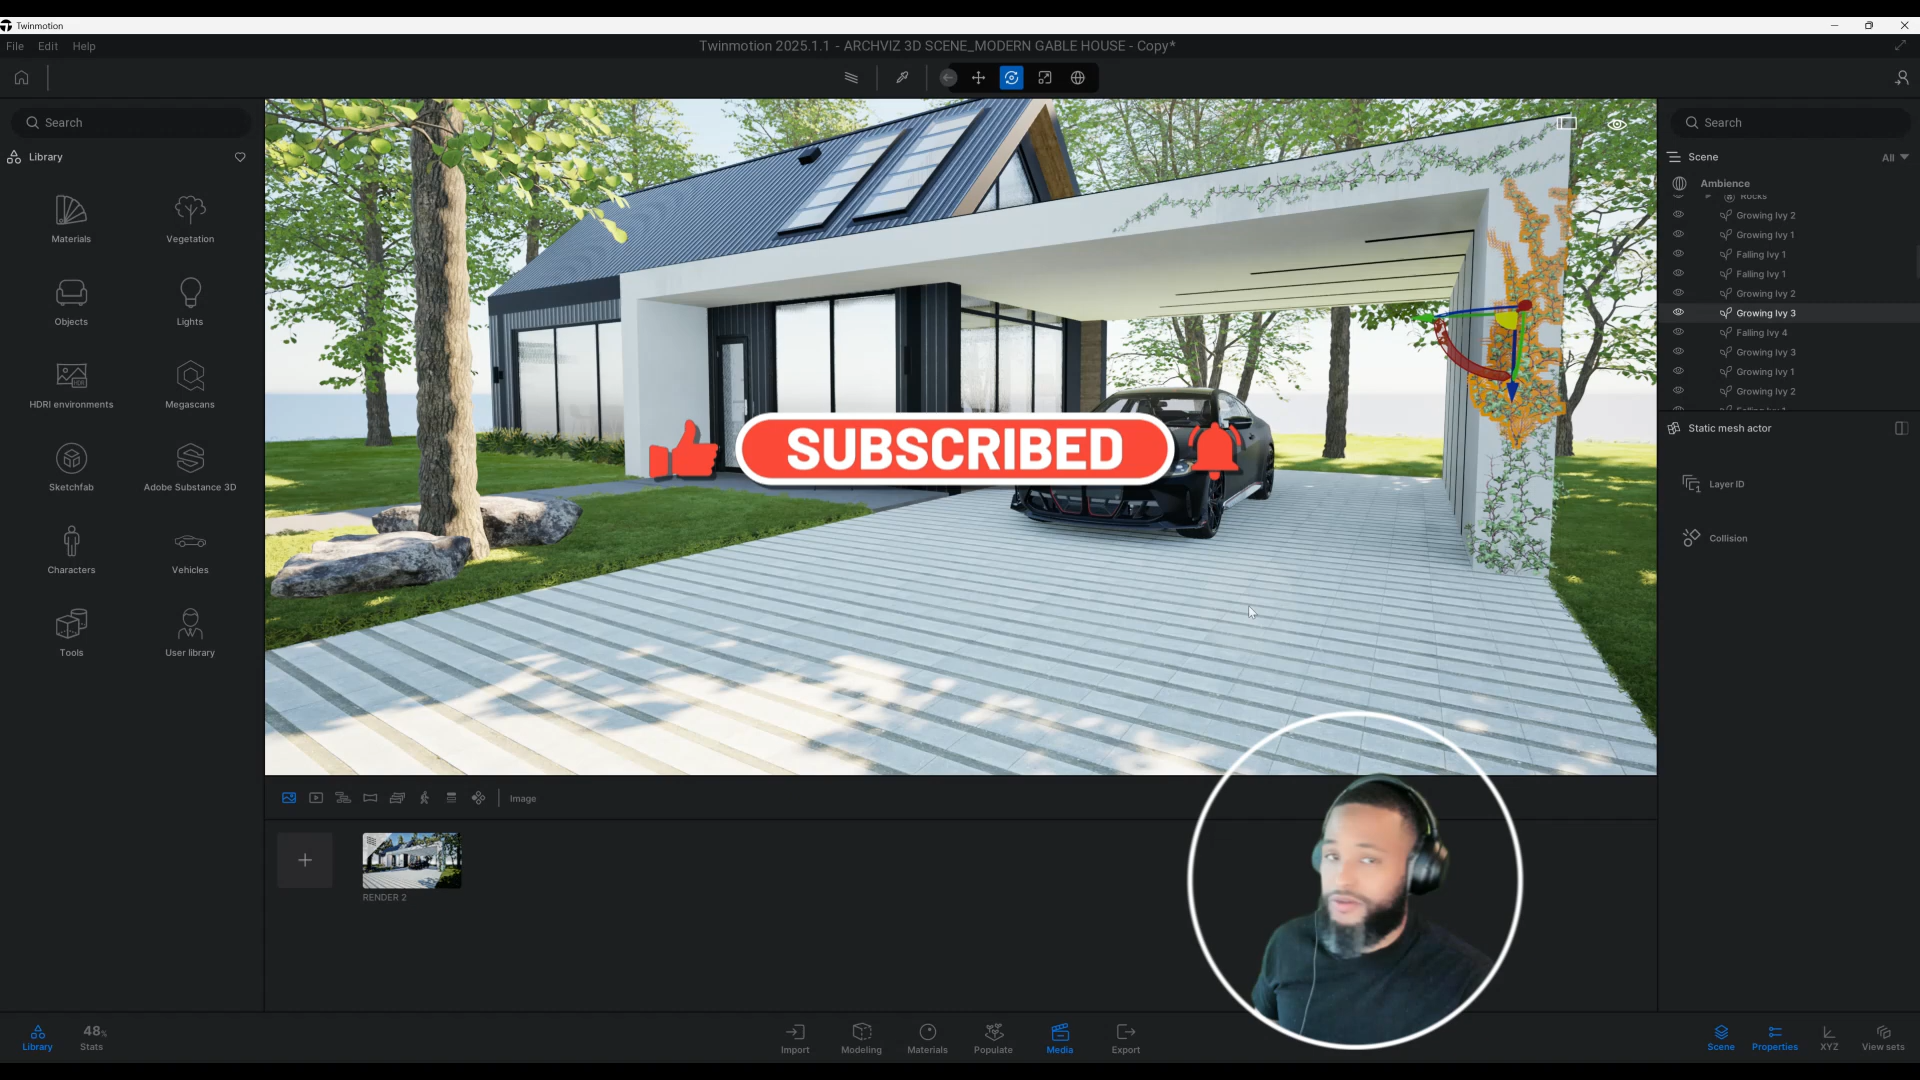 Twinmotion
File Edit Help
Twinmotion 2025.1.1 - ARCHVIZ 3D SCENE_MODERN GABLE HOUSE - Copy*
Search
Library
Materials
Vegetation
Objects
Lights
HDRI environments
Megascans
Sketchfab
Adobe Substance 3D
Characters
Vehicles
Tools
User library
SUBSCRIBED
Search
Scene All
Ambience
Rocks
Growing Ivy 2
Growing Ivy 1
Falling Ivy 1
Falling Ivy 1
Growing Ivy 2
Growing Ivy 3
Falling Ivy 4
Growing Ivy 3
Growing Ivy 1
Growing Ivy 2
Static mesh actor
Layer ID
Collision
Image
RENDER 2
Library
48%
Stats
Import
Modeling
Materials
Populate
Media
Export
Scene
Properties
XYZ
View sets